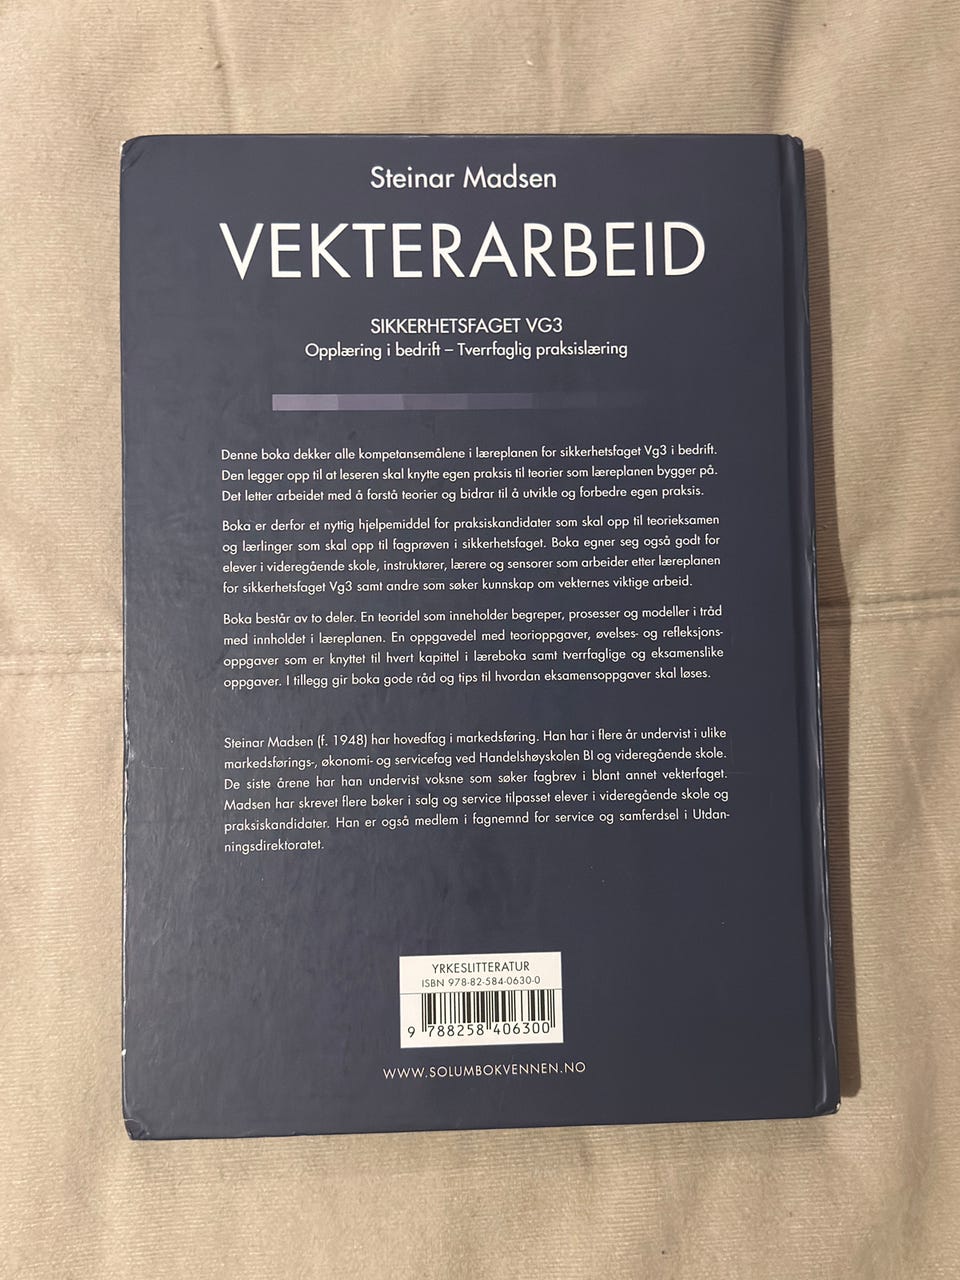 Steinar Madsen
VEKTERARBEID
SIKKERHETSFAGET VG3
Opplæring i bedrift – Tverrfaglig praksislæring
Denne boka dekker alle kompetansemålene i læreplanen for sikkerhetsfaget Vg3 i bedrift.
Den legger opp til at leseren skal knytte egen praksis til teorier som læreplanen bygger på.
Det letter arbeidet med å forstå teorier og bidrar til å utvikle og forbedre egen praksis.
Boka er derfor et nyttig hjelpemiddel for praksiskandidater som skal opp til teorieksamen
og lærlinger som skal opp til fagprøven i sikkerhetsfaget. Boka egner seg også godt for
elever i videregående skole, instruktører, lærere og sensorer som arbeider etter læreplanen
for sikkerhetsfaget Vg3 samt andre som søker kunnskap om vekternes viktige arbeid.
Boka består av to deler. En teoridel som inneholder begreper, prosesser og modeller i tråd
med innholdet i læreplanen. En oppgavedel med teorioppgaver, øvelses- og refleksjons-
oppgaver som er knyttet til hvert kapittel i læreboka samt tverrfaglige og eksamenslike
oppgaver. I tillegg gir boka gode råd og tips til hvordan eksamensoppgaver skal løses.
Steinar Madsen (f. 1948) har hovedfag i markedsføring. Han har i flere år undervist i ulike
markedsførings-, økonomi- og servicefag ved Handelshøyskolen BI og videregående skole.
De siste årene har han undervist voksne som søker fagbrev i blant annet vekterfaget.
Madsen har skrevet flere bøker i salg og service tilpasset elever i videregående skole og
praksiskandidater. Han er også medlem i fagnemnd for service og samferdsel i Utdan-
ningsdirektoratet.
YRKESLITTERATUR
ISBN 978-82-584-0630-0
9 788258 406300
WWW.SOLUMBOKVENNEN.NO